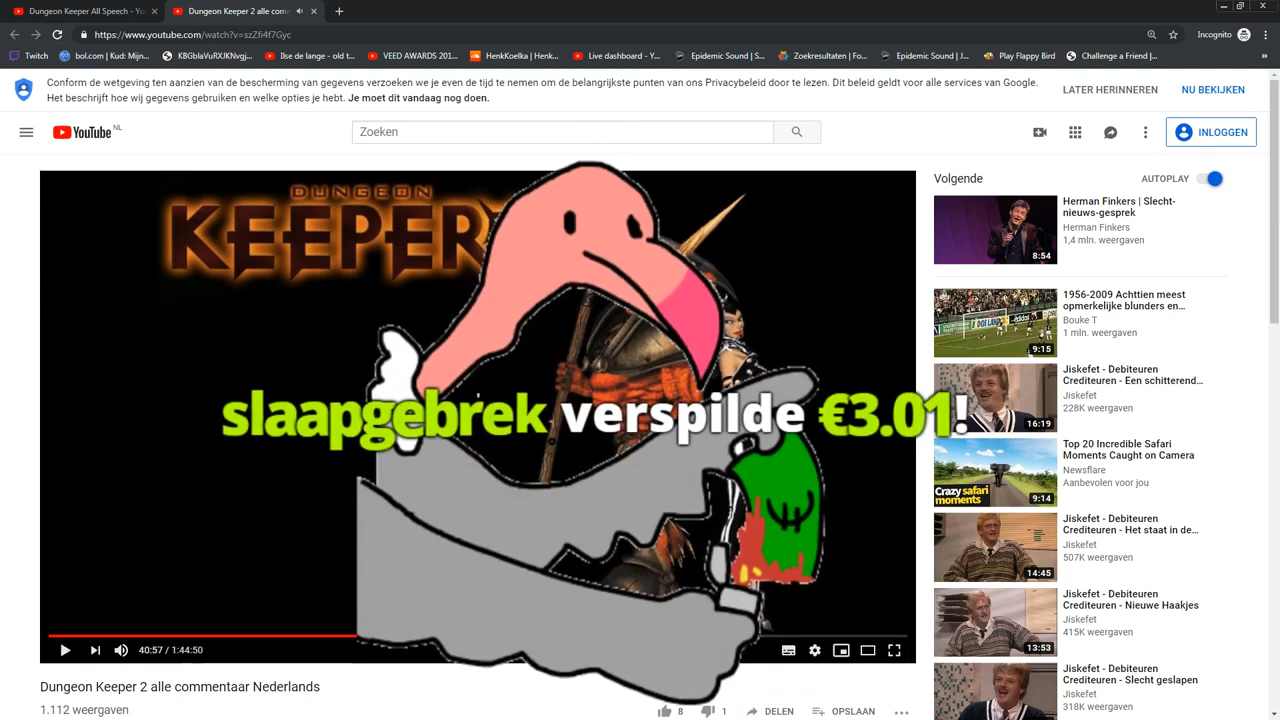 Dungeon Keeper All Speech - Yo
Dungeon Keeper 2 alle comm
https://www.youtube.com/watch?v=szZfi4f7Gyc
Incognito
Twitch
bol.com | Kud: Mijn...
K8GblaVuRXJKNvgj...
Ilse de lange - old t...
VEED AWARDS 201...
HenkKoelka | Henk...
Live dashboard - Y...
Epidemic Sound | S...
Zoekresultaten | Fo...
Epidemic Sound | J...
Play Flappy Bird
Challenge a Friend |...
Conform de wetgeving ten aanzien van de bescherming van gegevens verzoeken we je even de tijd te nemen om de belangrijkste punten van ons Privacybeleid door te lezen. Dit beleid geldt voor alle services van Google.
Het beschrijft hoe wij gegevens gebruiken en welke opties je hebt. Je moet dit vandaag nog doen.
LATER HERINNEREN
NU BEKIJKEN
YouTube NL
Zoeken
INLOGGEN
DUNGEON
KEEPER
slaapgebrek verspilde €3.01!
40:57 / 1:44:50
Dungeon Keeper 2 alle commentaar Nederlands
1.112 weergaven
8
1
DELEN
OPSLAAN
Volgende
AUTOPLAY
Herman Finkers | Slecht-
nieuws-gesprek
Herman Finkers
1,4 mln. weergaven
8:54
1956-2009 Achttien meest
opmerkelijke blunders en...
Bouke T
1 mln. weergaven
9:15
Jiskefet - Debiteuren
Crediteuren - Een schitterend...
Jiskefet
228K weergaven
16:19
Top 20 Incredible Safari
Moments Caught on Camera
Newsflare
Aanbevolen voor jou
Crazy safari
moments
9:14
Jiskefet - Debiteuren
Crediteuren - Het staat in de...
Jiskefet
507K weergaven
14:45
Jiskefet - Debiteuren
Crediteuren - Nieuwe Haakjes
Jiskefet
415K weergaven
13:53
Jiskefet - Debiteuren
Crediteuren - Slecht geslapen
Jiskefet
318K weergaven